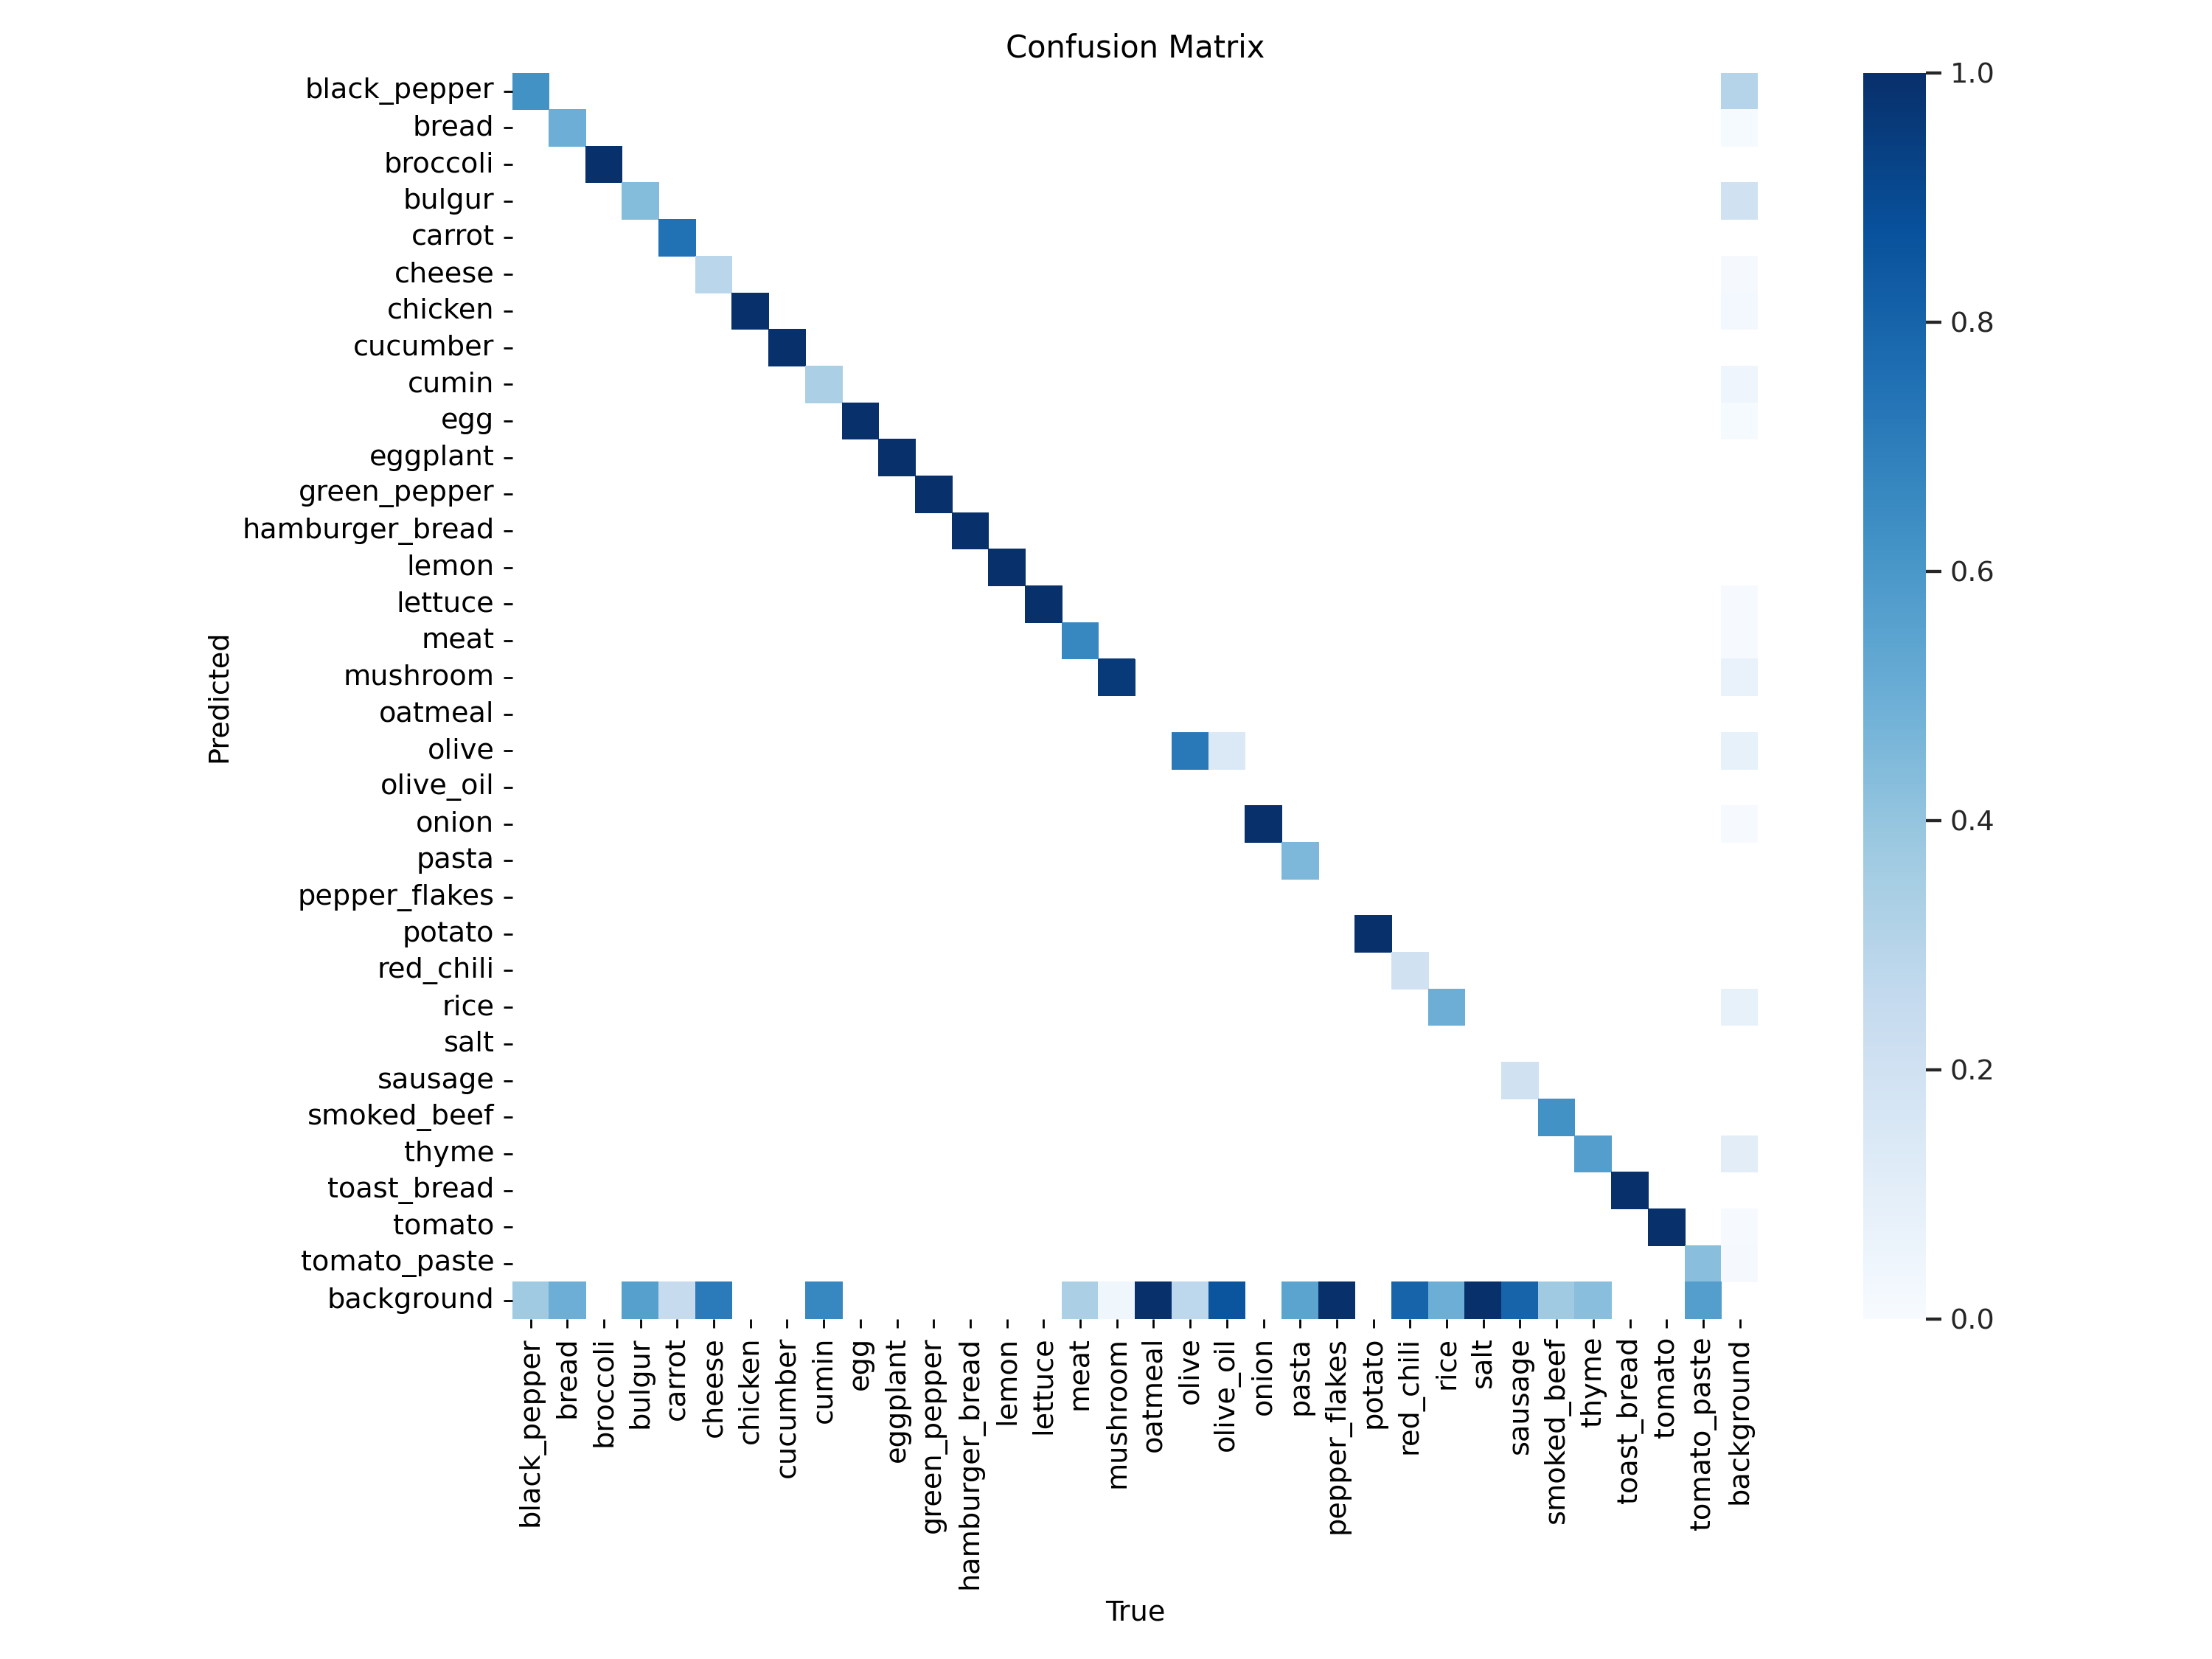 Confusion Matrix
black_pepper
bread
broccoli
bulgur
carrot
cheese
chicken
cucumber
cumin
egg
eggplant
green_pepper
hamburger_bread
lemon
lettuce
meat
mushroom
oatmeal
olive
olive_oil
onion
pasta
pepper_flakes
potato
red_chili
rice
salt
sausage
smoked_beef
thyme
toast_bread
tomato
tomato_paste
background
Predicted
black_pepper
bread
broccoli
bulgur
carrot
cheese
chicken
cucumber
cumin
egg
eggplant
green_pepper
hamburger_bread
lemon
lettuce
meat
mushroom
oatmeal
olive
olive_oil
onion
pasta
pepper_flakes
potato
red_chili
rice
salt
sausage
smoked_beef
thyme
toast_bread
tomato
tomato_paste
background
True
1.0
0.8
0.6
0.4
0.2
0.0